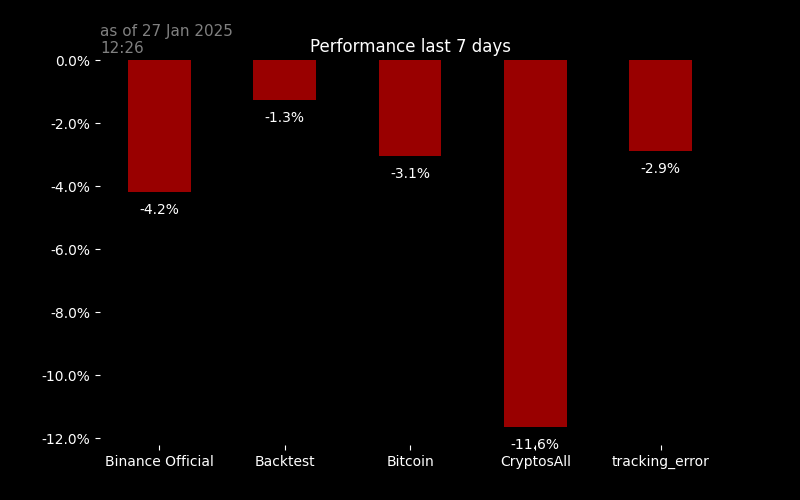 as of 27 Jan 2025
12:26
Performance last 7 days
0.0%
-2.0%
-4.0%
-6.0%
-8.0%
-10.0%
-12.0%
-4.2%
-1.3%
-3.1%
-11.6%
-2.9%
Binance Official
Backtest
Bitcoin
CryptosAll
tracking_error